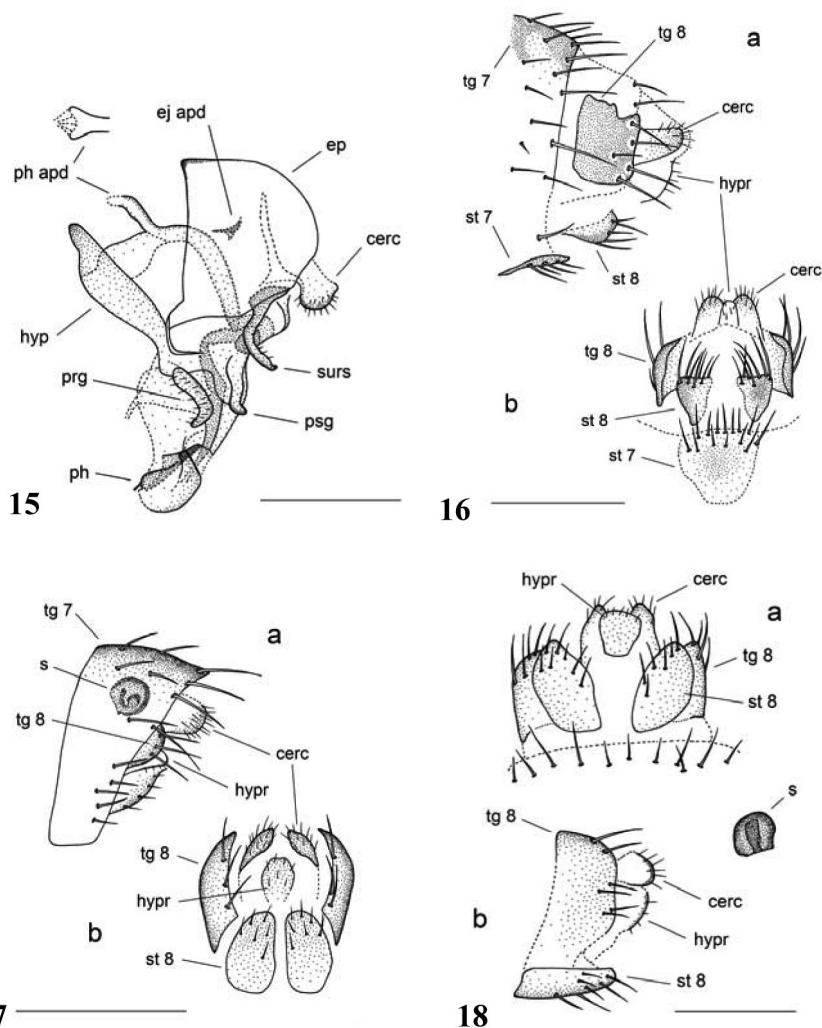 ph apd
ej apd
ep
cerc
hyp
prg
surs
psg
ph
15
a
tg 8
tg 7
cerc
hypr
st 7
st 8
cerc
tg 8
b
st 8
st 7
16
tg 7
a
s
tg 8
cerc
hypr
tg 8
hypr
b
st 8
7
hypr
cerc
a
tg 8
st 8
s
tg 8
cerc
b
hypr
st 8
18